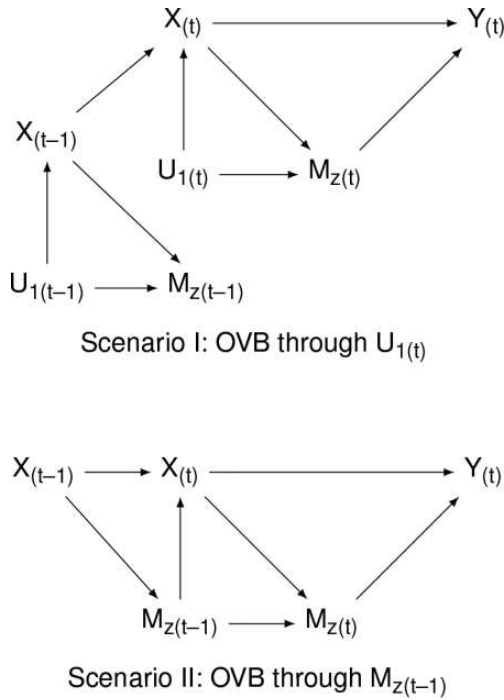 X(t) Y(t)
X(t–1)
U1(t) Mz(t)
U1(t–1) Mz(t–1)
Scenario I: OVB through U1(t)
X(t–1) X(t) Y(t)
Mz(t–1) Mz(t)
Scenario II: OVB through Mz(t–1)